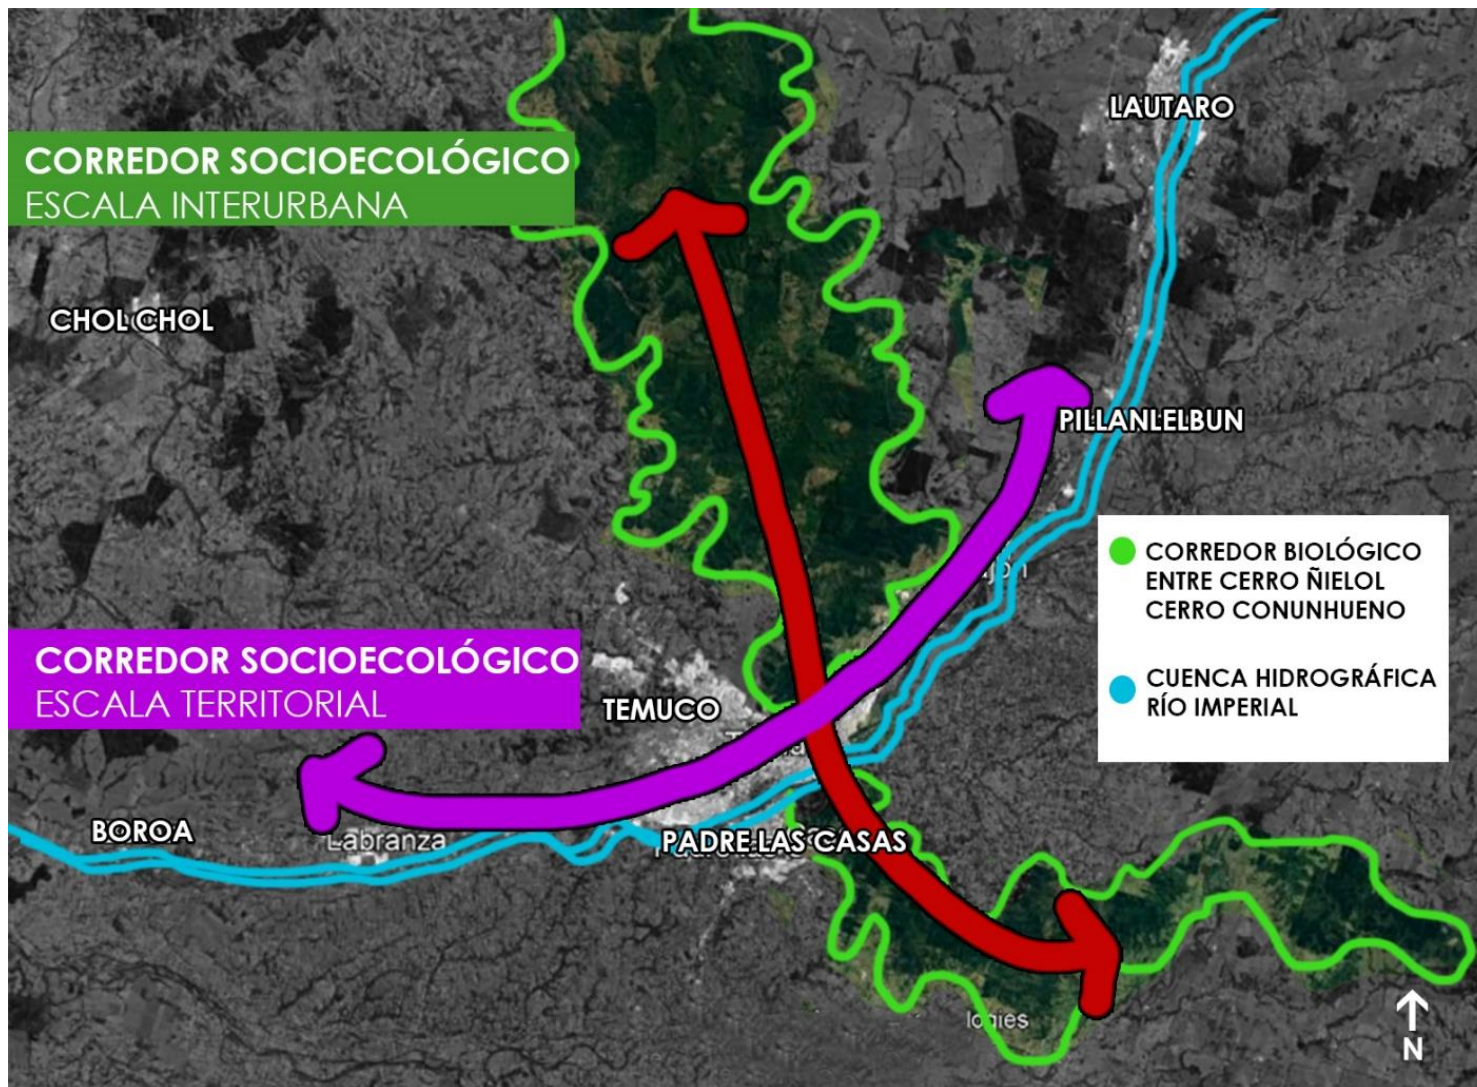 LAUTARO
CORREDOR SOCIOECOLÓGICO
ESCALA INTERURBANA
CHOL CHOL
PILLANLELBUN
CORREDOR BIOLÓGICO
ENTRE CERRO ÑIELOL
CERRO CONUNHUENO
CUENCA HIDROGRÁFICA
RÍO IMPERIAL
CORREDOR SOCIOECOLÓGICO
ESCALA TERRITORIAL
TEMUCO
BOROA
Labranza
PADRE LAS CASAS
N